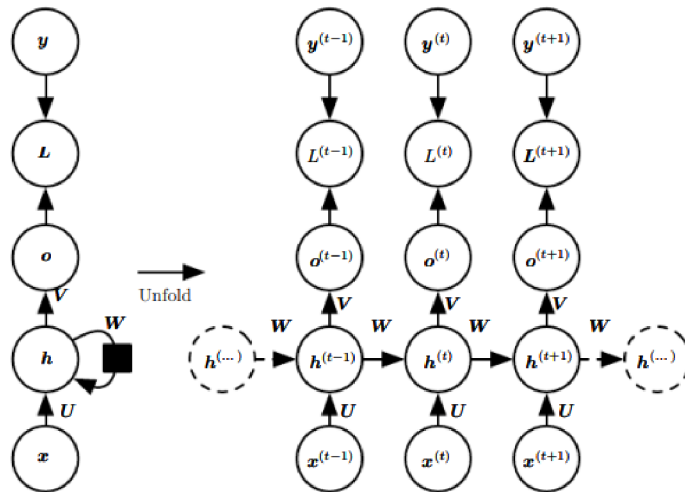 y y^(t−1) y^(t) y^(t+1)
L L^(t−1) L^(t) L^(t+1)
o o^(t−1) o^(t) o^(t+1)
Unfold
V V V V
W W W W W
h h^(...) h^(t−1) h^(t) h^(t+1) h^(...)
U U U U
x x^(t−1) x^(t) x^(t+1)